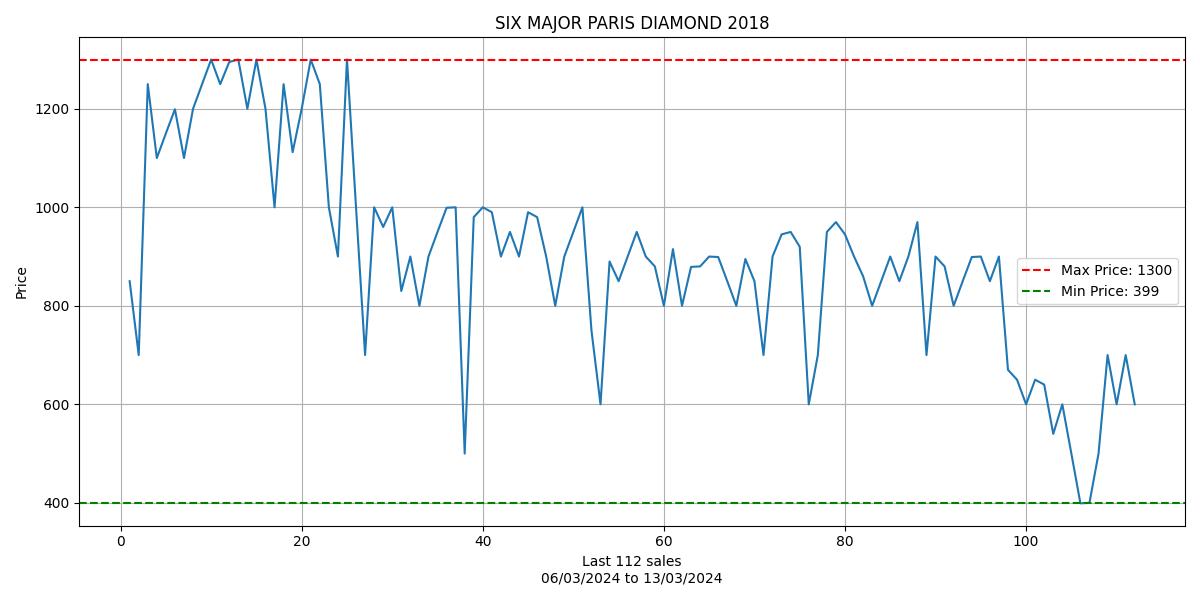 SIX MAJOR PARIS DIAMOND 2018
Price
1200
1000
800
600
400
Max Price: 1300
Min Price: 399
0 20 40 60 80 100
Last 112 sales
06/03/2024 to 13/03/2024